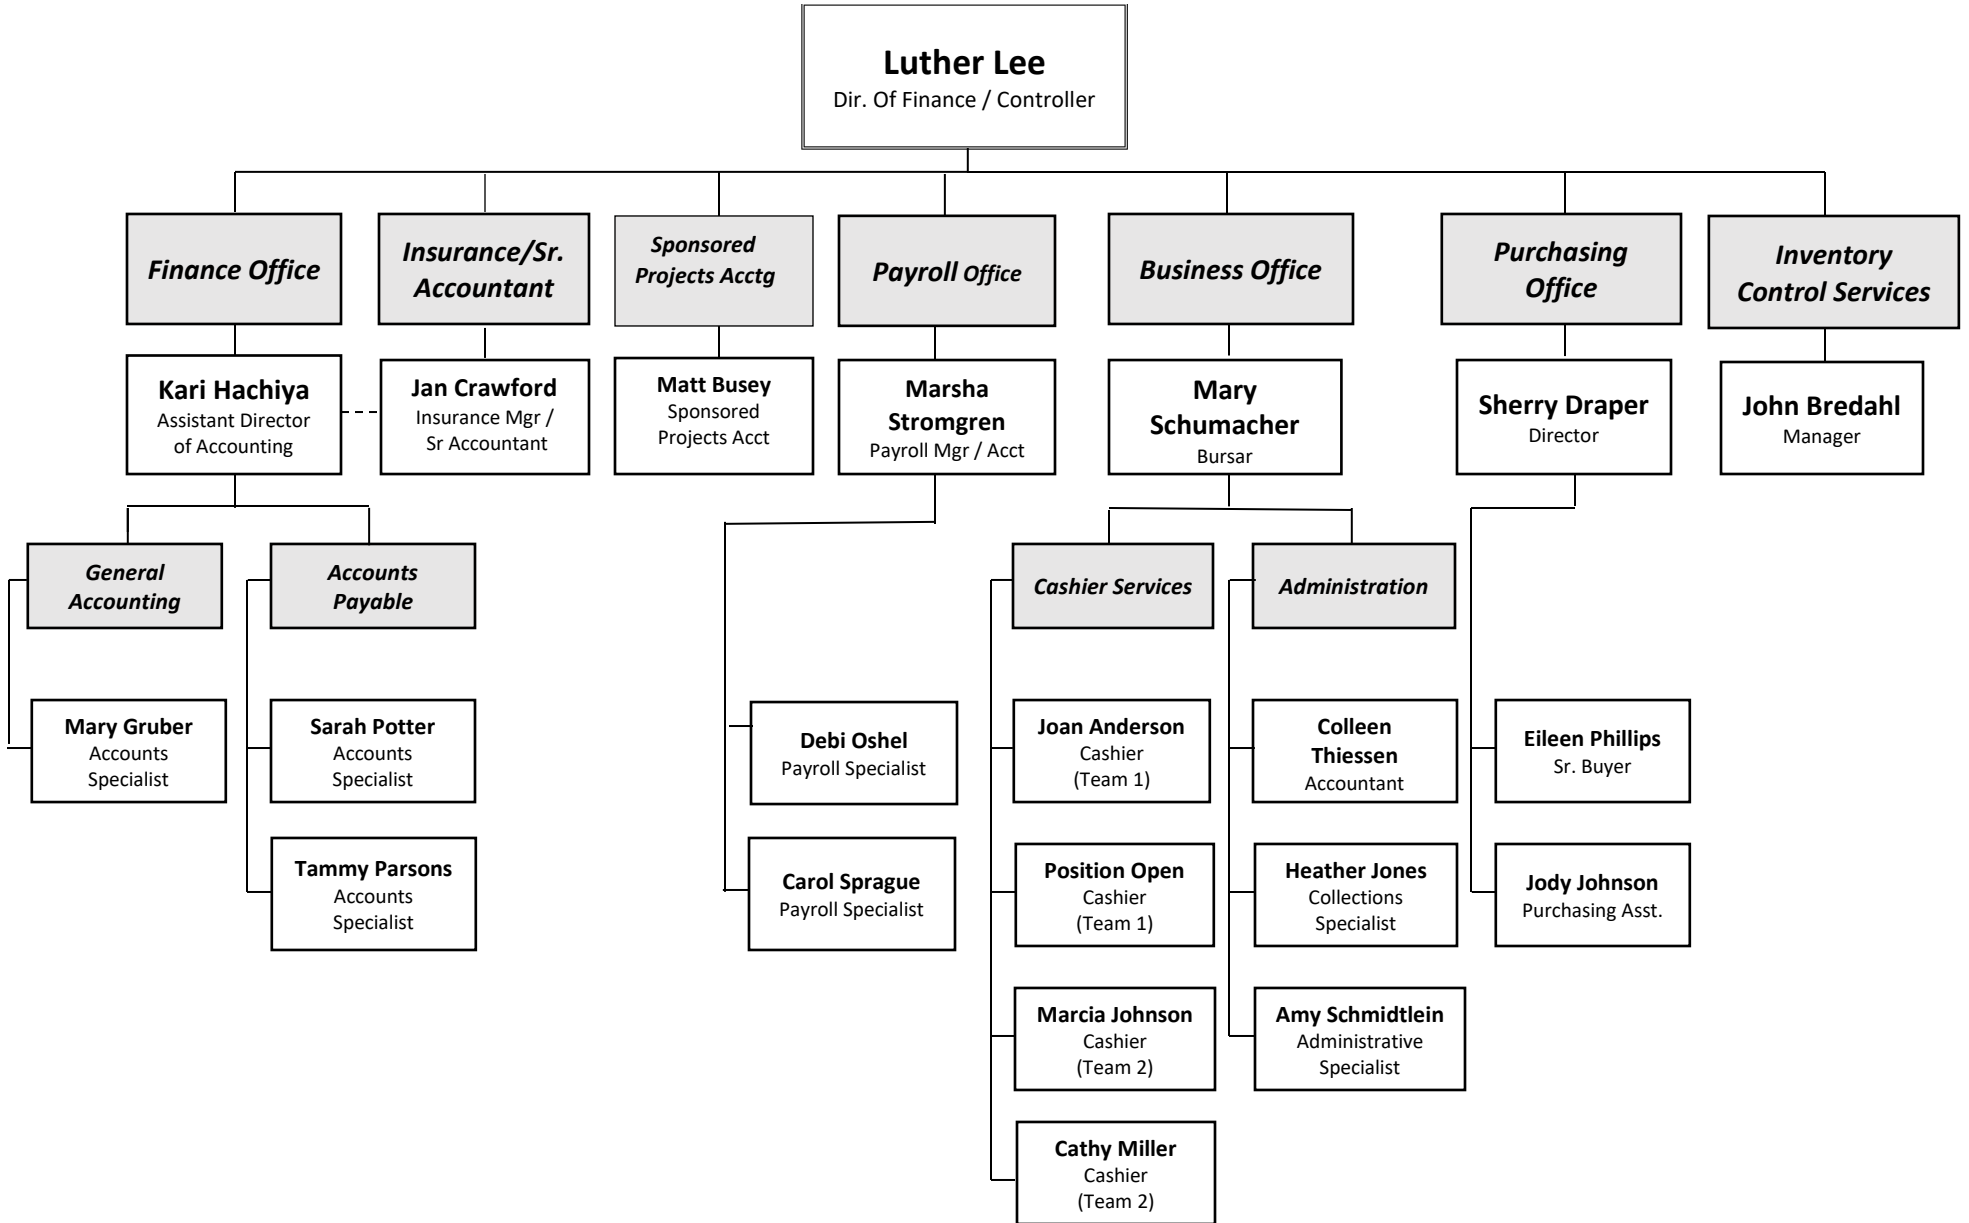 Luther Lee
Dir. Of Finance / Controller
Finance Office
Insurance/Sr.
Accountant
Sponsored
Projects Acctg
Payroll Office
Business Office
Purchasing
Office
Inventory
Control Services
Kari Hachiya
Assistant Director
of Accounting
Jan Crawford
Insurance Mgr /
Sr Accountant
Matt Busey
Sponsored
Projects Acct
Marsha
Stromgren
Payroll Mgr / Acct
Mary
Schumacher
Bursar
Sherry Draper
Director
John Bredahl
Manager
General
Accounting
Accounts
Payable
Cashier Services
Administration
Mary Gruber
Accounts
Specialist
Sarah Potter
Accounts
Specialist
Debi Oshel
Payroll Specialist
Joan Anderson
Cashier
(Team 1)
Colleen
Thiessen
Accountant
Eileen Phillips
Sr. Buyer
Tammy Parsons
Accounts
Specialist
Carol Sprague
Payroll Specialist
Position Open
Cashier
(Team 1)
Heather Jones
Collections
Specialist
Jody Johnson
Purchasing Asst.
Marcia Johnson
Cashier
(Team 2)
Amy Schmidtlein
Administrative
Specialist
Cathy Miller
Cashier
(Team 2)